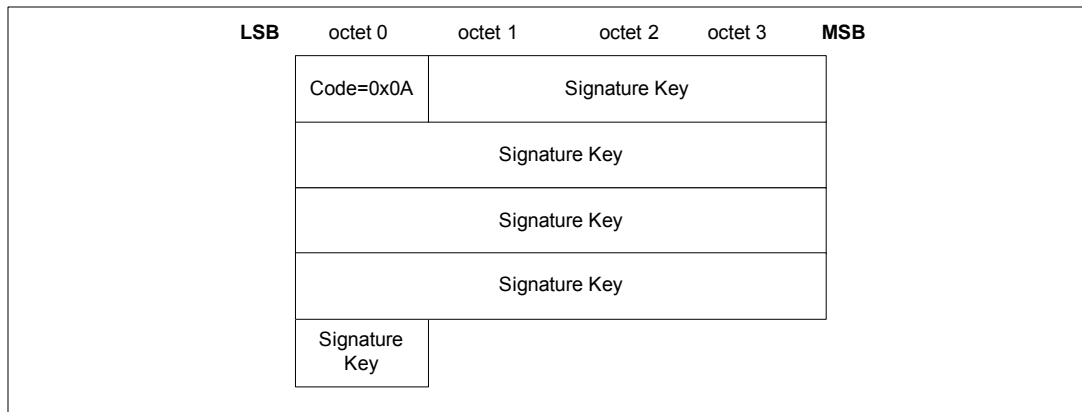 LSB octet 0 octet 1 octet 2 octet 3 MSB
Code=0x0A Signature Key
Signature Key
Signature Key
Signature Key
Signature
Key